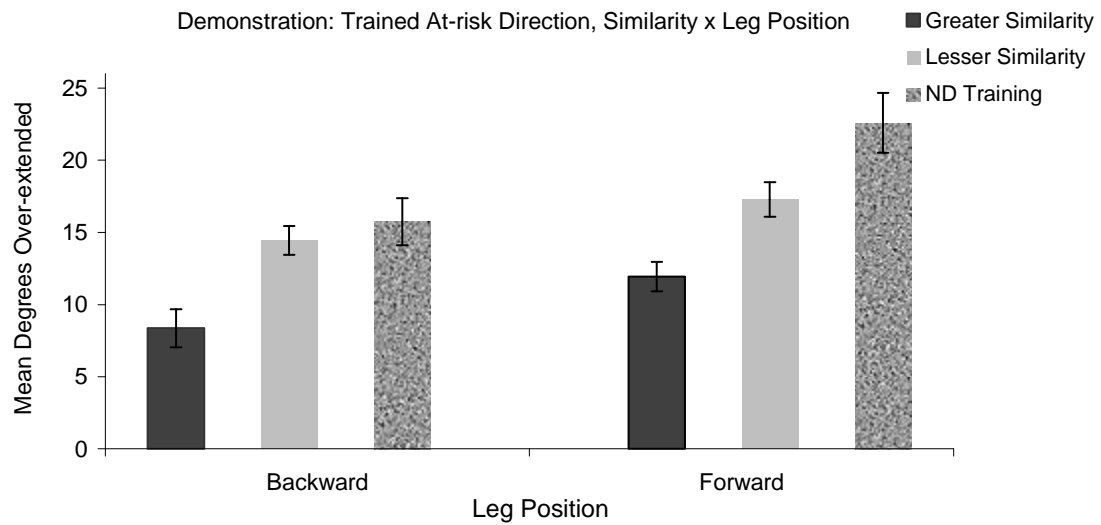 Demonstration: Trained At-risk Direction, Similarity x Leg Position
Greater Similarity
Lesser Similarity
ND Training
Mean Degrees Over-extended
25
20
15
10
5
0
Backward
Forward
Leg Position